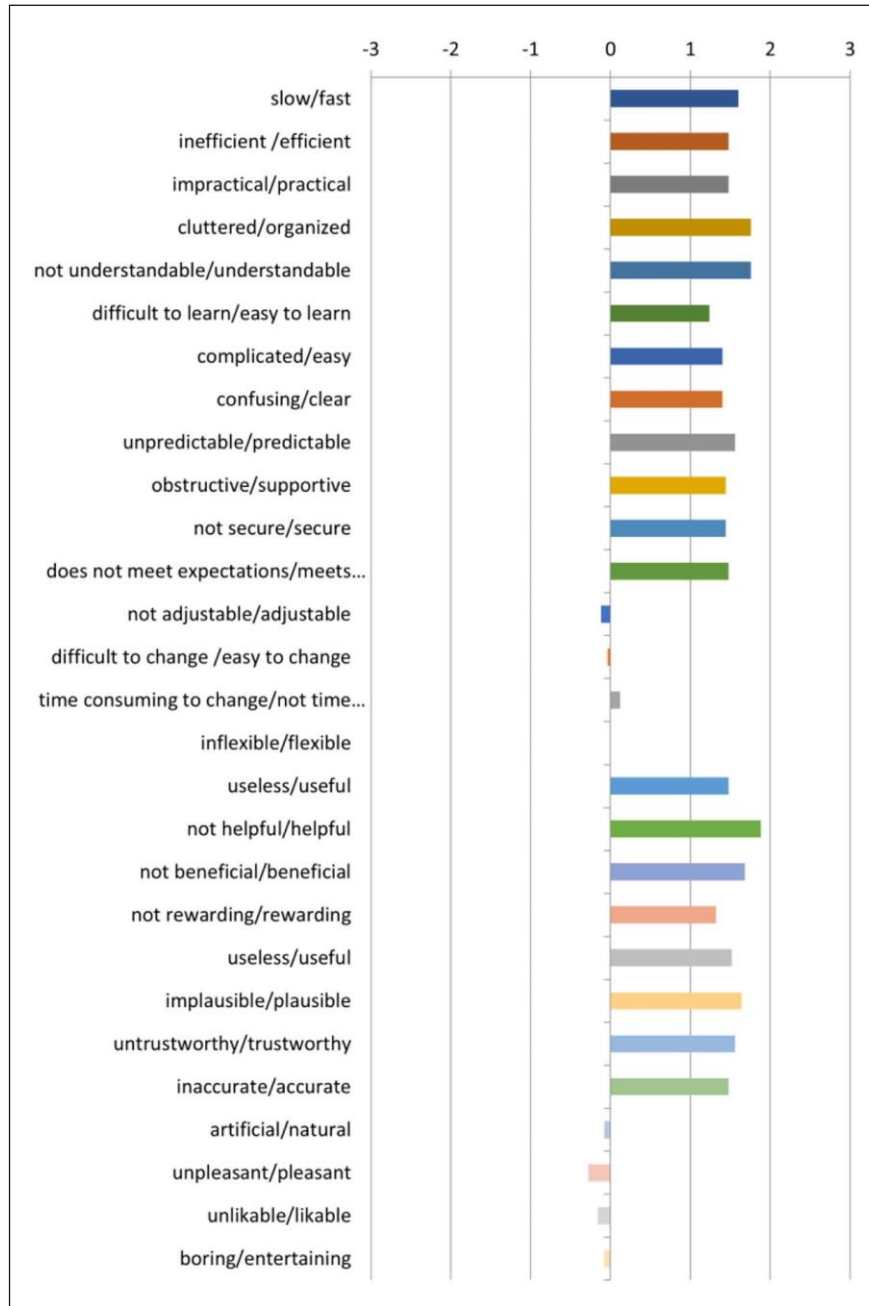 -3 -2 -1 0 1 2 3
slow/fast
inefficient /efficient
impractical/practical
cluttered/organized
not understandable/understandable
difficult to learn/easy to learn
complicated/easy
confusing/clear
unpredictable/predictable
obstructive/supportive
not secure/secure
does not meet expectations/meets...
not adjustable/adjustable
difficult to change /easy to change
time consuming to change/not time...
inflexible/flexible
useless/useful
not helpful/helpful
not beneficial/beneficial
not rewarding/rewarding
useless/useful
implausible/plausible
untrustworthy/trustworthy
inaccurate/accurate
artificial/natural
unpleasant/pleasant
unlikable/likable
boring/entertaining